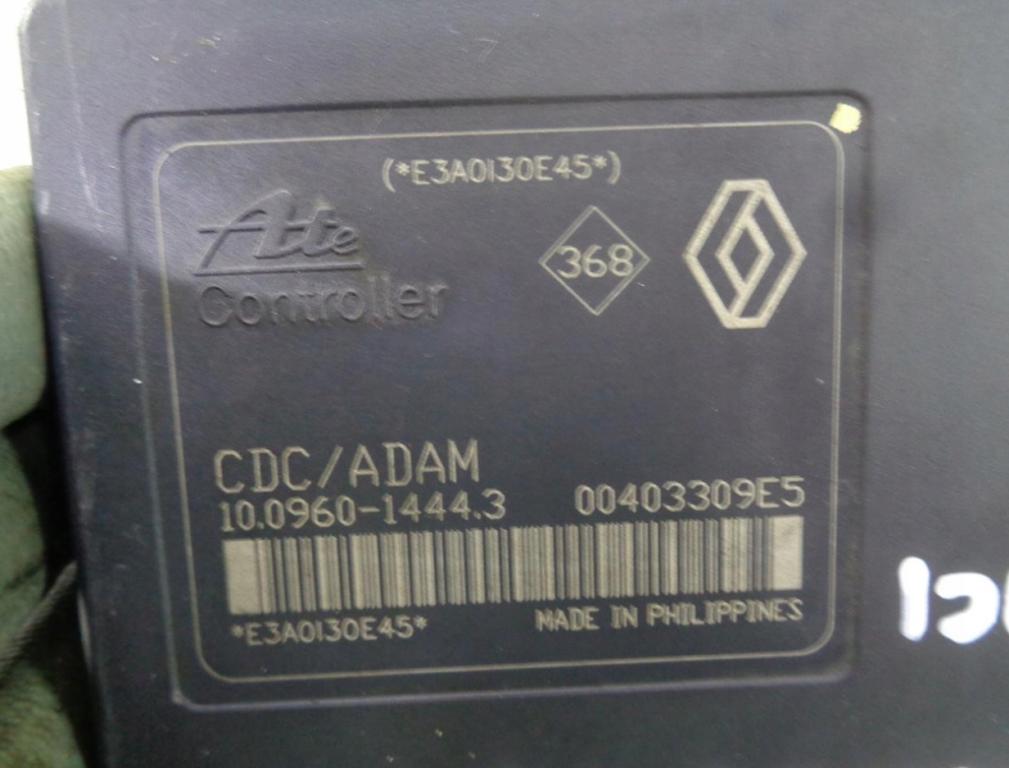 (*E3A0130E45*)
Ate
Controller
368
CDC/ADAM
10.0960-1444.3 00403309E5
*E3A0130E45*
MADE IN PHILIPPINES